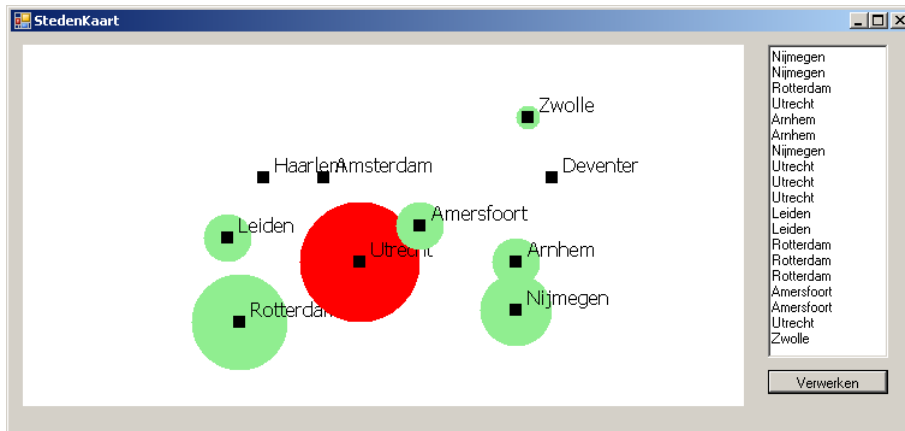 StedenKaart
Zwolle
Haarlem
Amsterdam
Deventer
Amersfoort
Leiden
Utrecht
Arnhem
Nijmegen
Rotterdam
Nijmegen
Nijmegen
Rotterdam
Utrecht
Arnhem
Arnhem
Nijmegen
Utrecht
Utrecht
Utrecht
Leiden
Leiden
Rotterdam
Rotterdam
Rotterdam
Amersfoort
Amersfoort
Utrecht
Zwolle
Verwerken